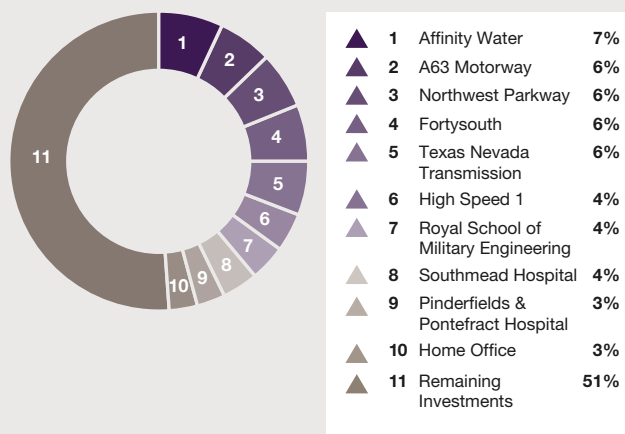 1
2
3
4
5
6
7
8
9
10
11
1 Affinity Water 7%
2 A63 Motorway 6%
3 Northwest Parkway 6%
4 Fortysouth 6%
5 Texas Nevada 6%
Transmission
6 High Speed 1 4%
7 Royal School of 4%
Military Engineering
8 Southmead Hospital 4%
9 Pinderfields & 3%
Pontefract Hospital
10 Home Office 3%
11 Remaining 51%
Investments